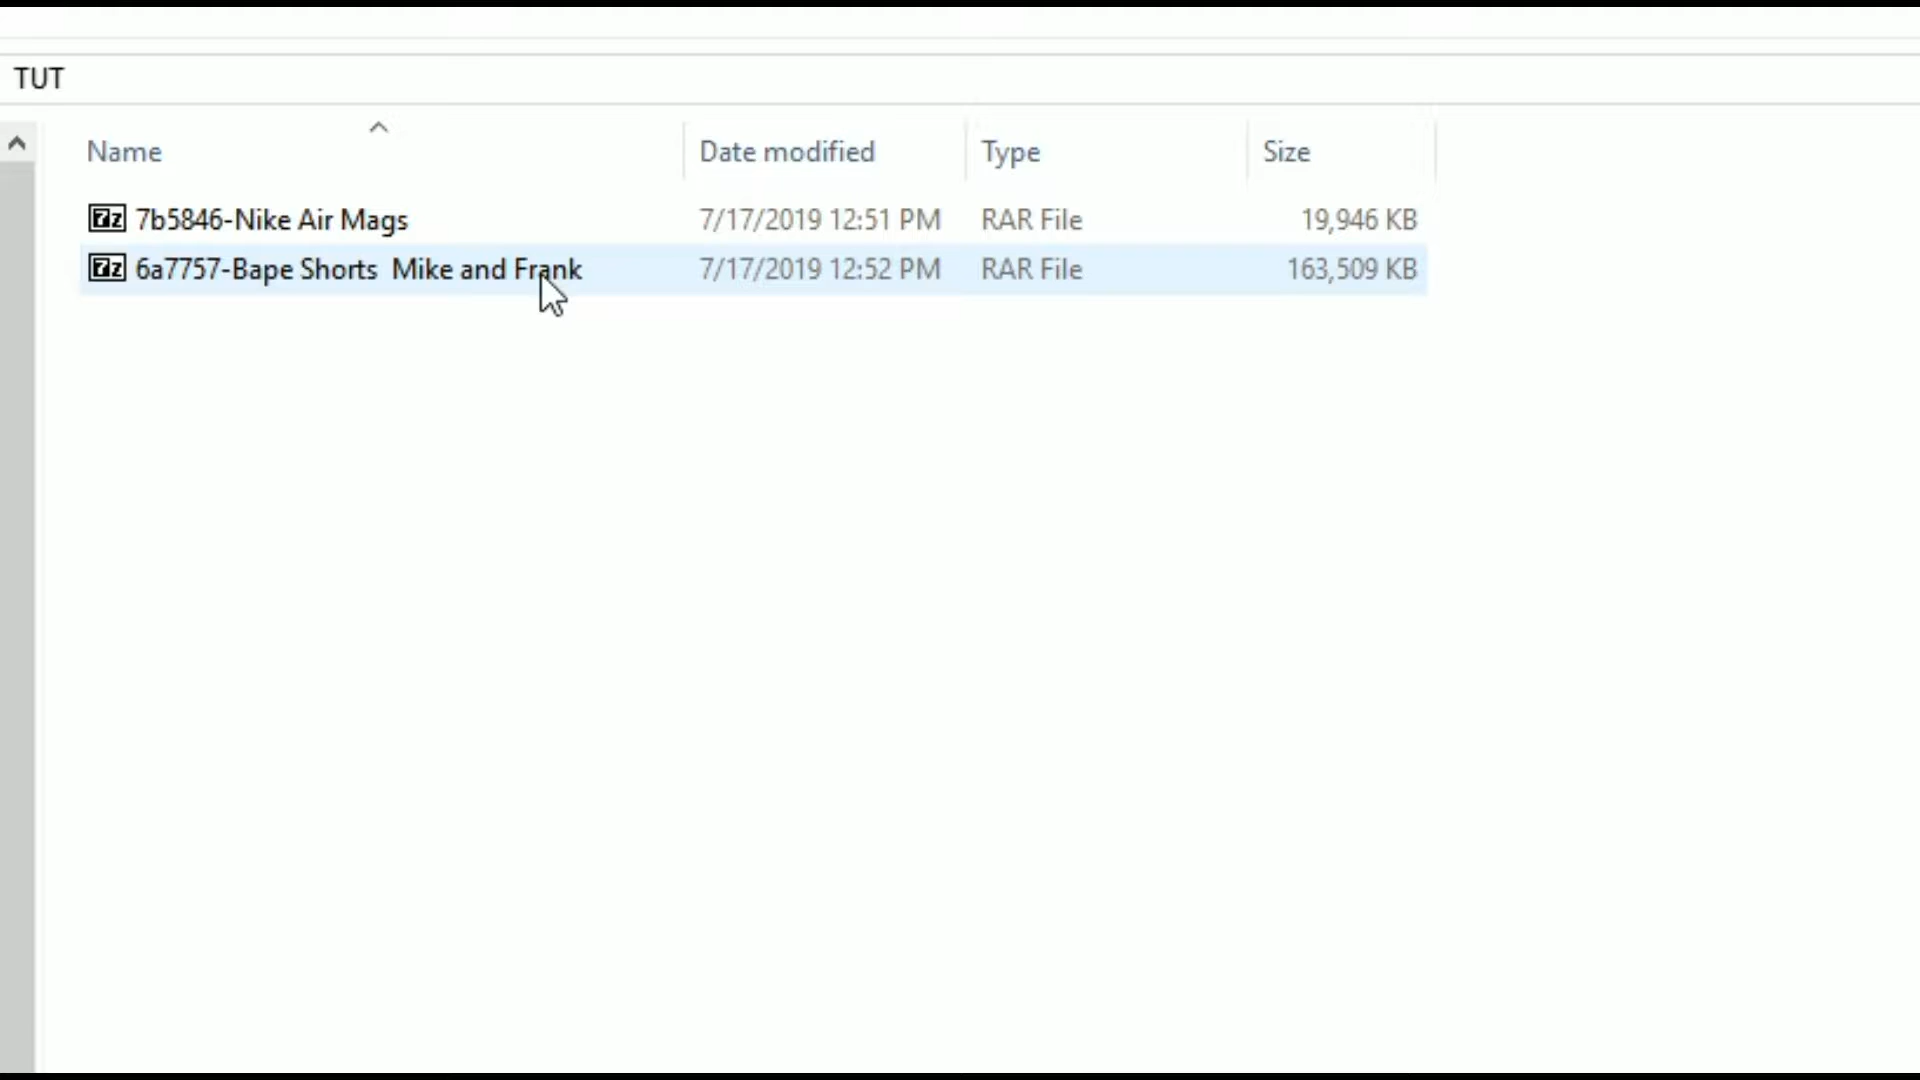 TUT
Name Date modified Type Size
7z 7b5846-Nike Air Mags 7/17/2019 12:51 PM RAR File 19,946 KB
7z 6a7757-Bape Shorts  Mike and Frank 7/17/2019 12:52 PM RAR File 163,509 KB